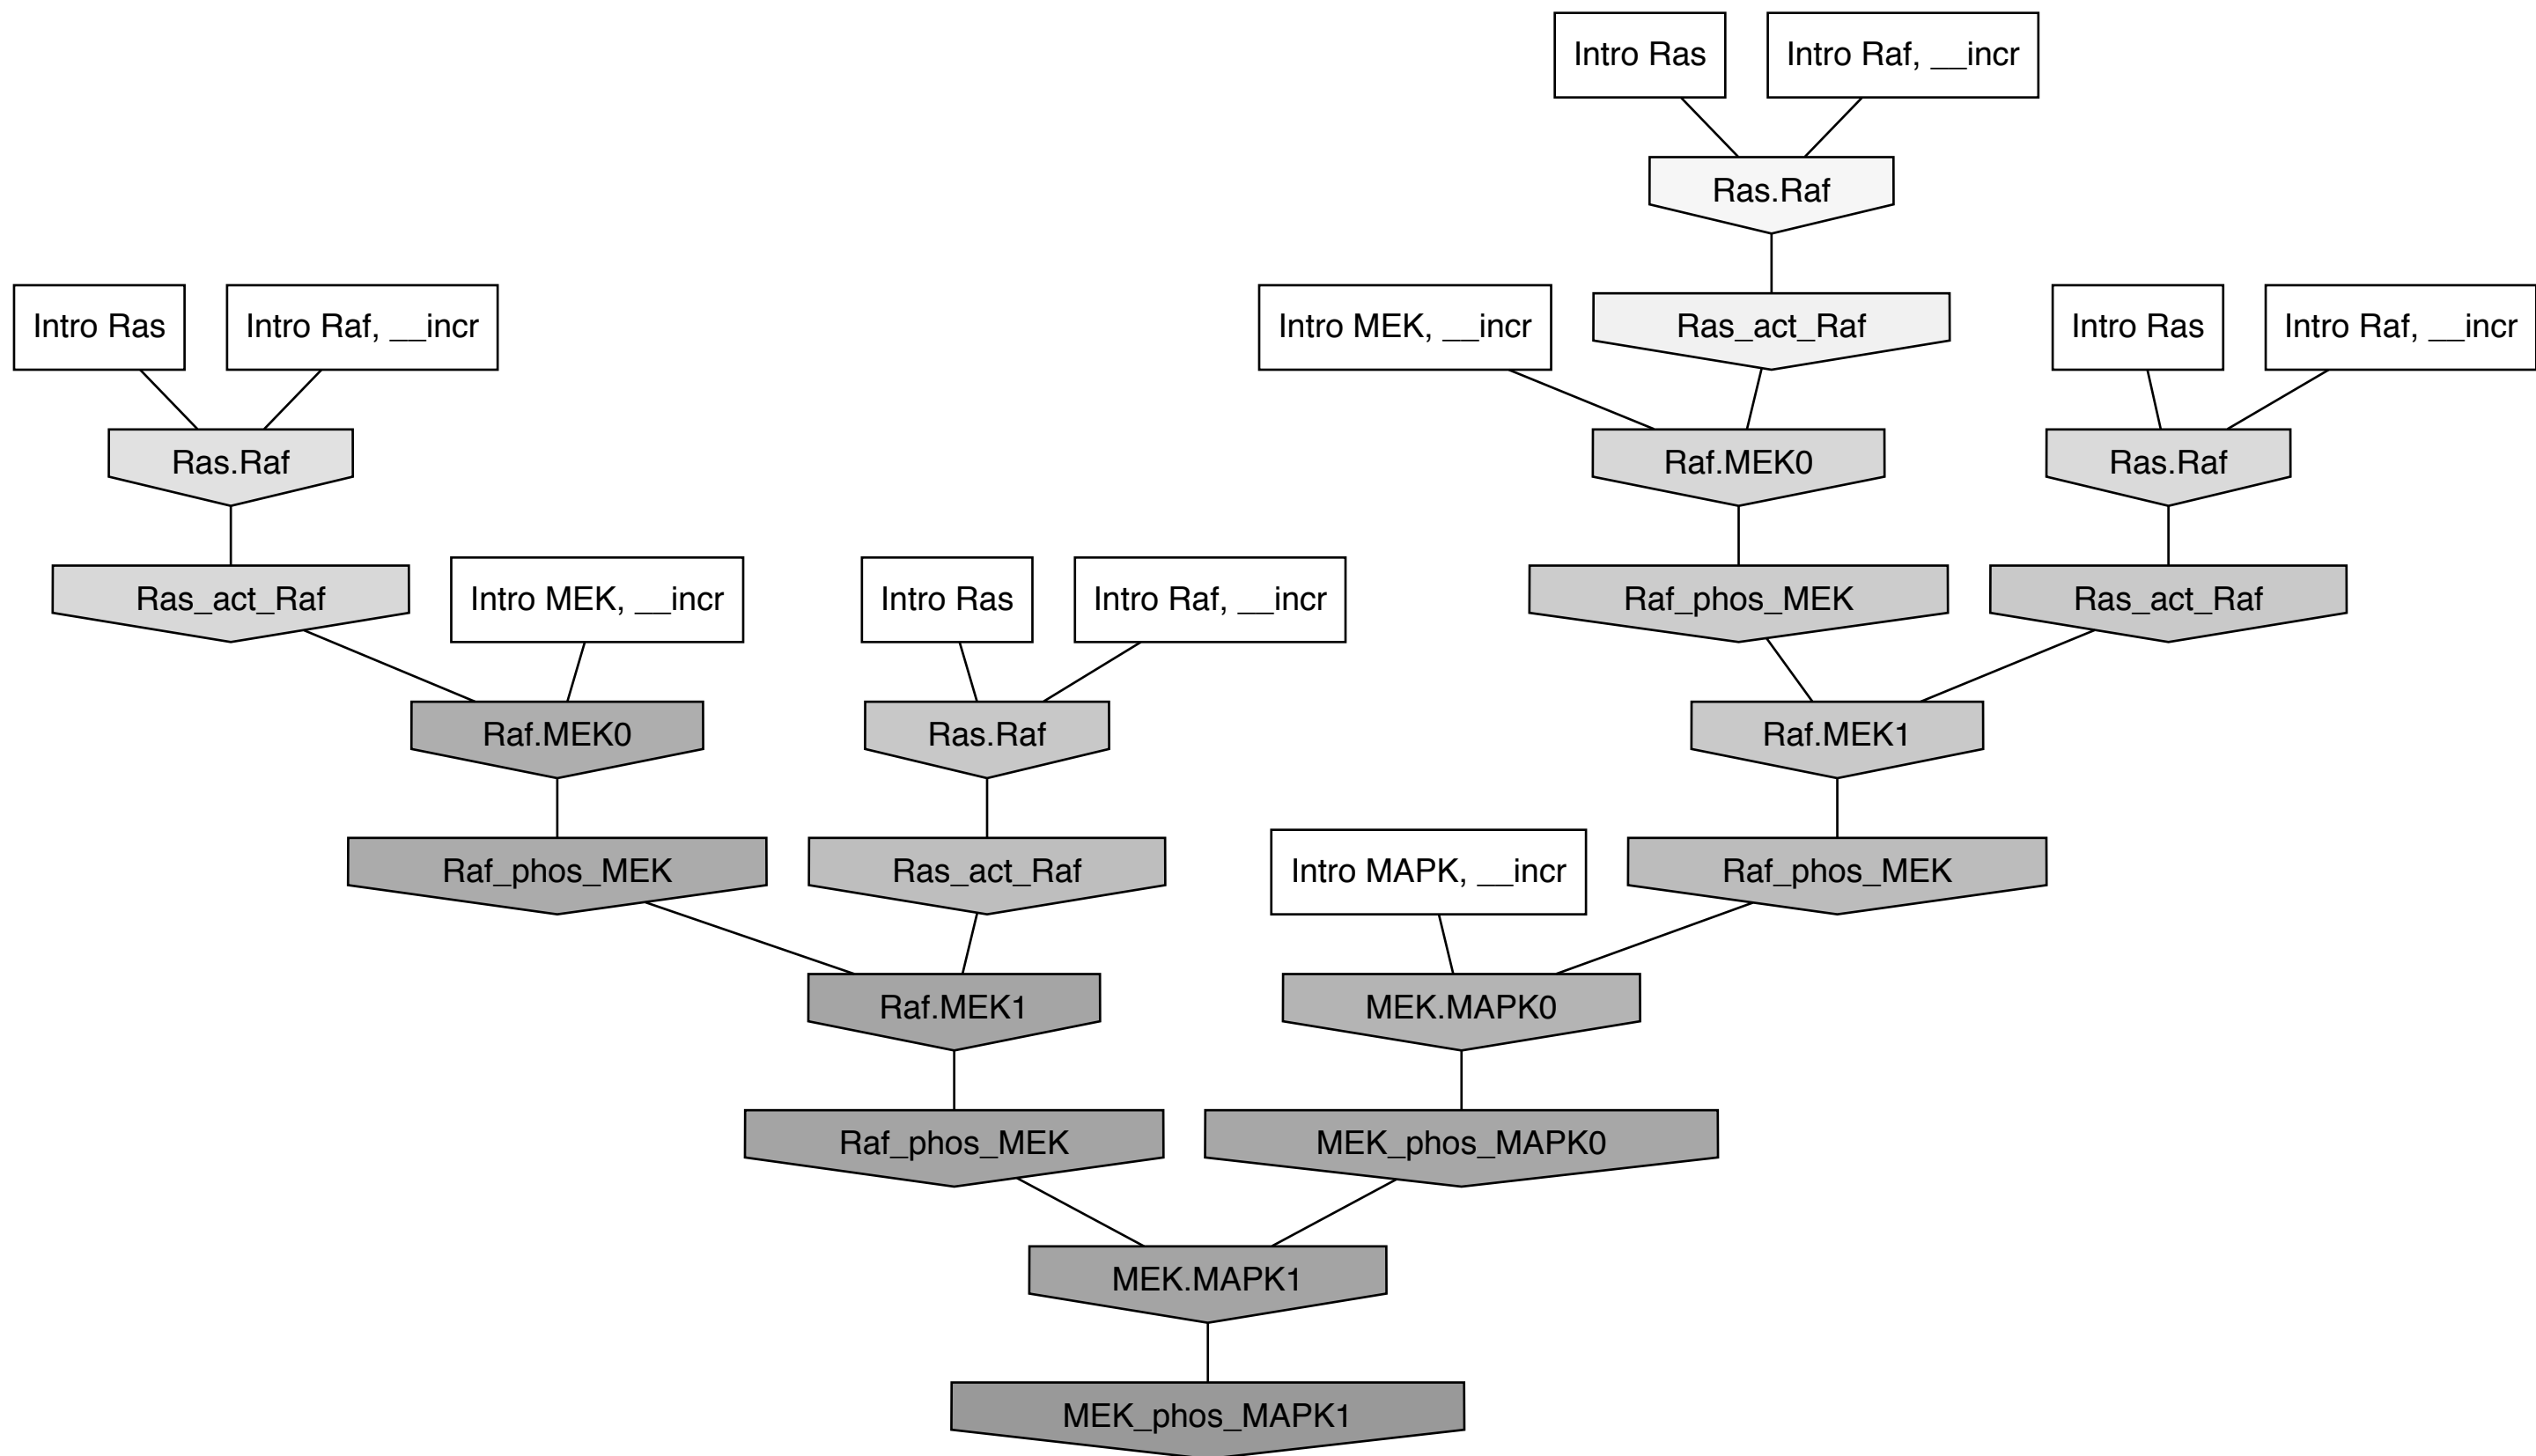 Intro Ras
Intro Raf, __incr
Ras.Raf
Intro Ras
Intro Raf, __incr
Intro MEK, __incr
Ras_act_Raf
Intro Ras
Intro Raf, __incr
Ras.Raf
Raf.MEK0
Ras.Raf
Ras_act_Raf
Intro MEK, __incr
Intro Ras
Intro Raf, __incr
Raf_phos_MEK
Ras_act_Raf
Raf.MEK0
Ras.Raf
Raf.MEK1
Raf_phos_MEK
Ras_act_Raf
Intro MAPK, __incr
Raf_phos_MEK
Raf.MEK1
MEK.MAPK0
Raf_phos_MEK
MEK_phos_MAPK0
MEK.MAPK1
MEK_phos_MAPK1